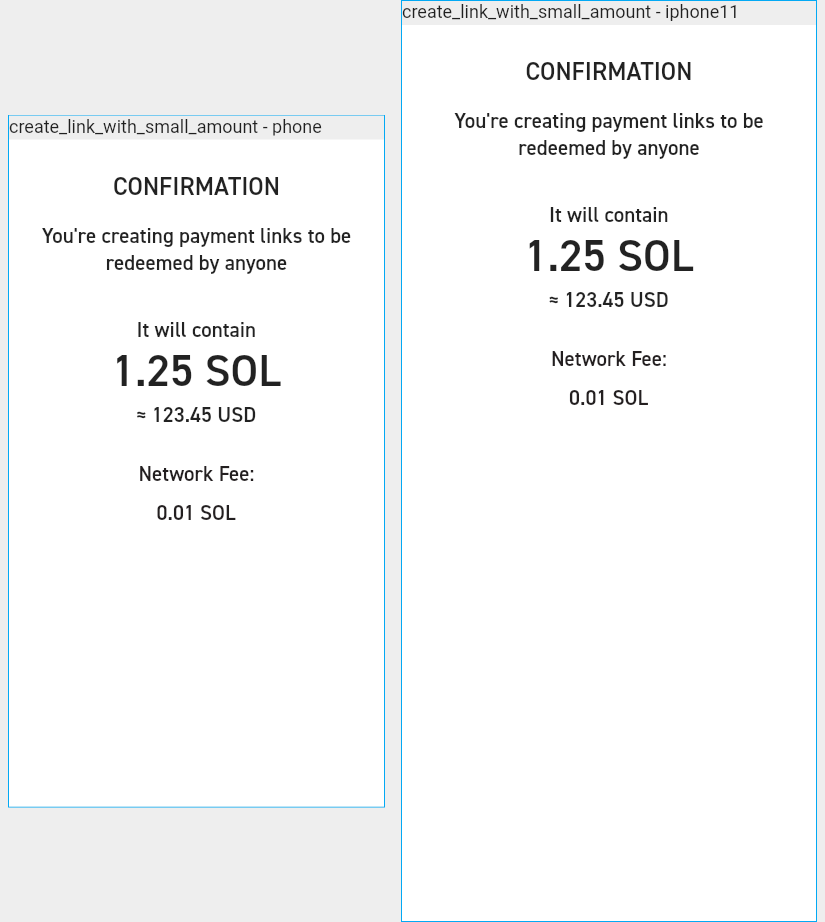 create_link_with_small_amount - phone
CONFIRMATION
You're creating payment links to be
redeemed by anyone
It will contain
1.25 SOL
≈ 123.45 USD
Network Fee:
0.01 SOL
create_link_with_small_amount - iphone11
CONFIRMATION
You're creating payment links to be
redeemed by anyone
It will contain
1.25 SOL
≈ 123.45 USD
Network Fee:
0.01 SOL